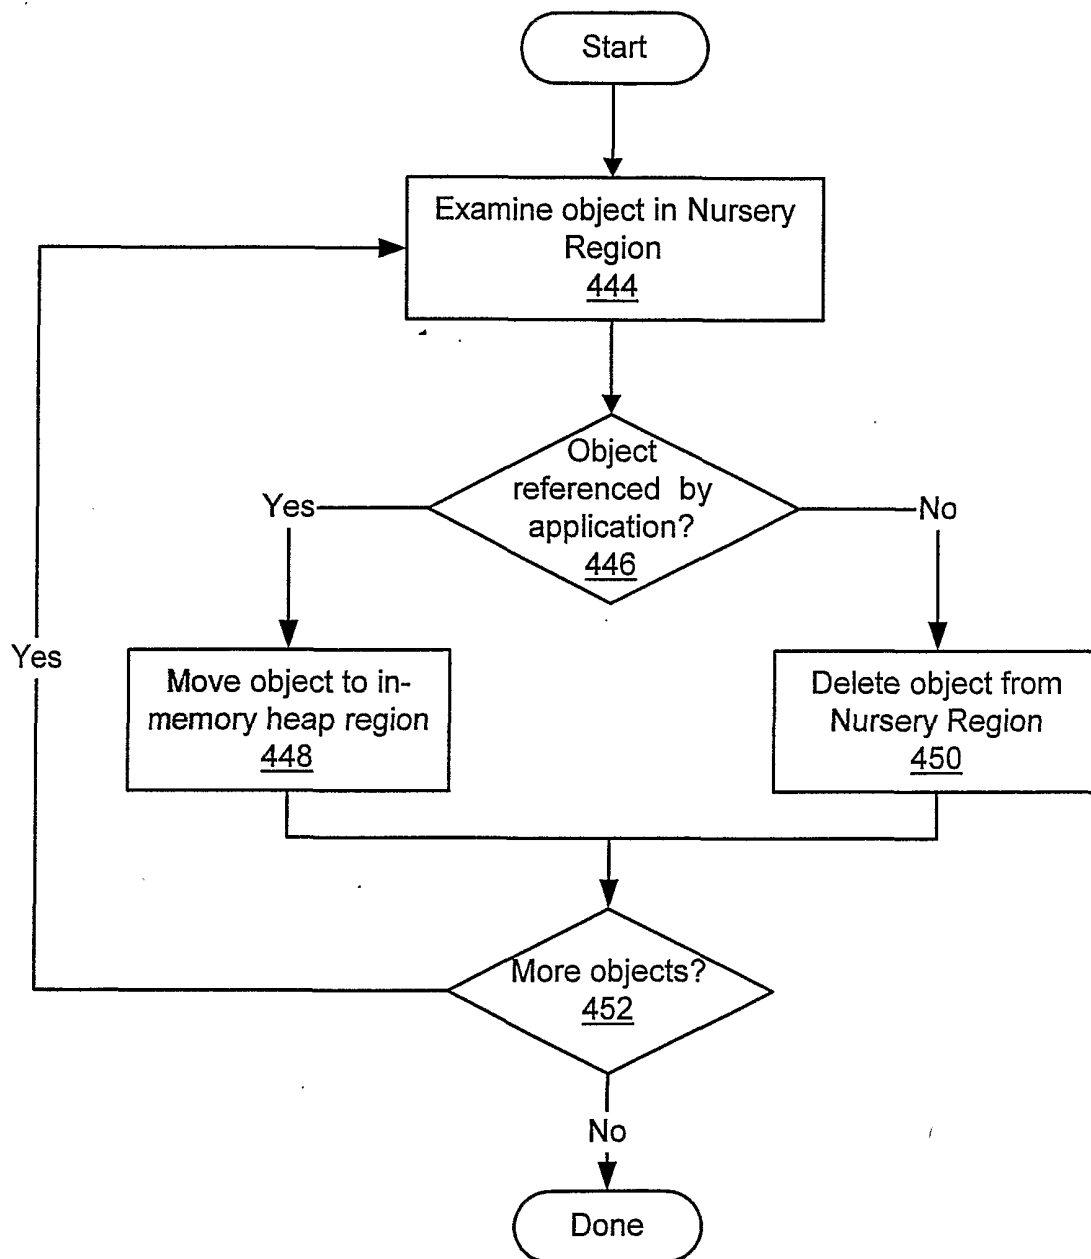 Start
Examine object in Nursery
Region
444
Object
referenced by
application?
446
Yes
No
Yes
Move object to in-
memory heap region
448
Delete object from
Nursery Region
450
More objects?
452
No
Done